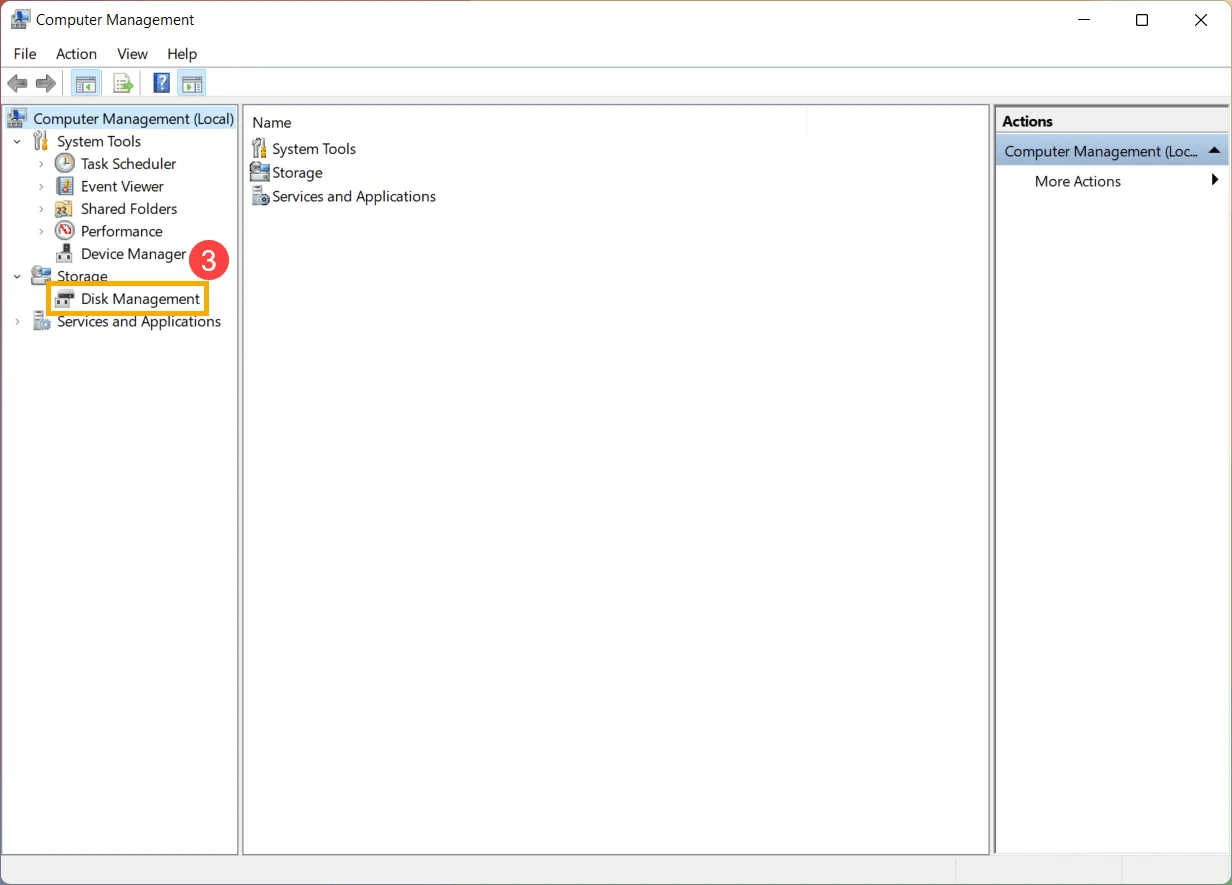 Computer Management
File Action View Help
Computer Management (Local)
System Tools
Task Scheduler
Event Viewer
Shared Folders
Performance
Device Manager
3
Storage
Disk Management
Services and Applications
Name
System Tools
Storage
Services and Applications
Actions
Computer Management (Loc...
More Actions